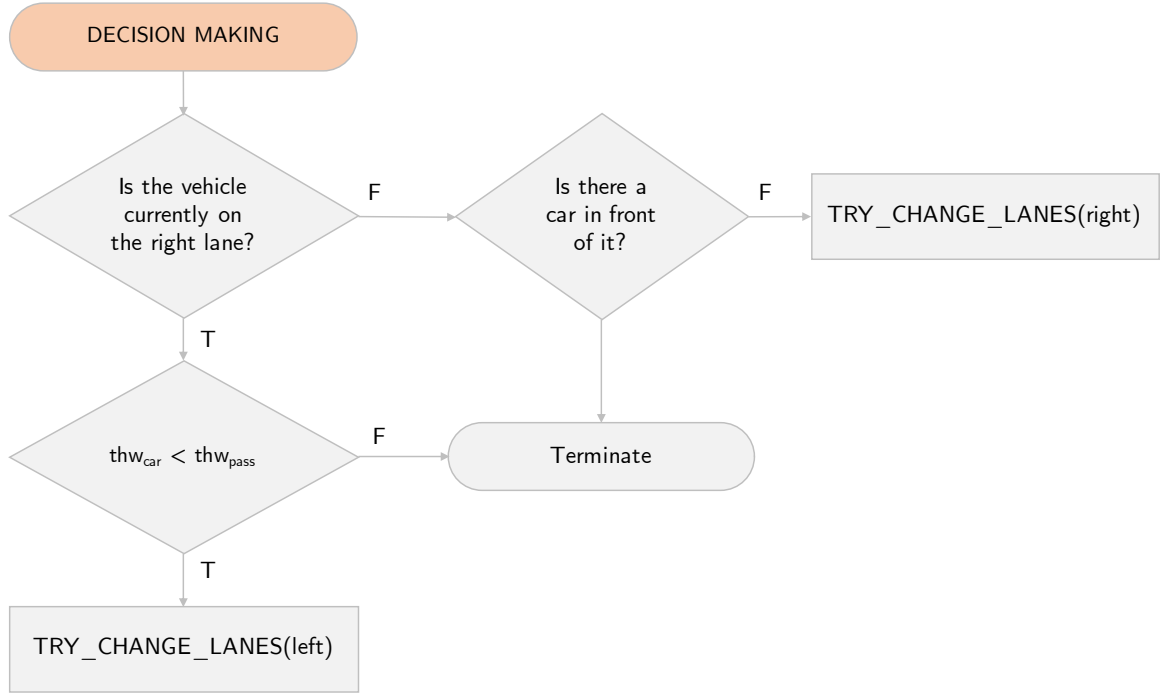 DECISION MAKING
Is the vehicle
currently on
the right lane?
F
Is there a
car in front
of it?
F
TRY_CHANGE_LANES(right)
T
thw_car < thw_pass
F
Terminate
T
TRY_CHANGE_LANES(left)